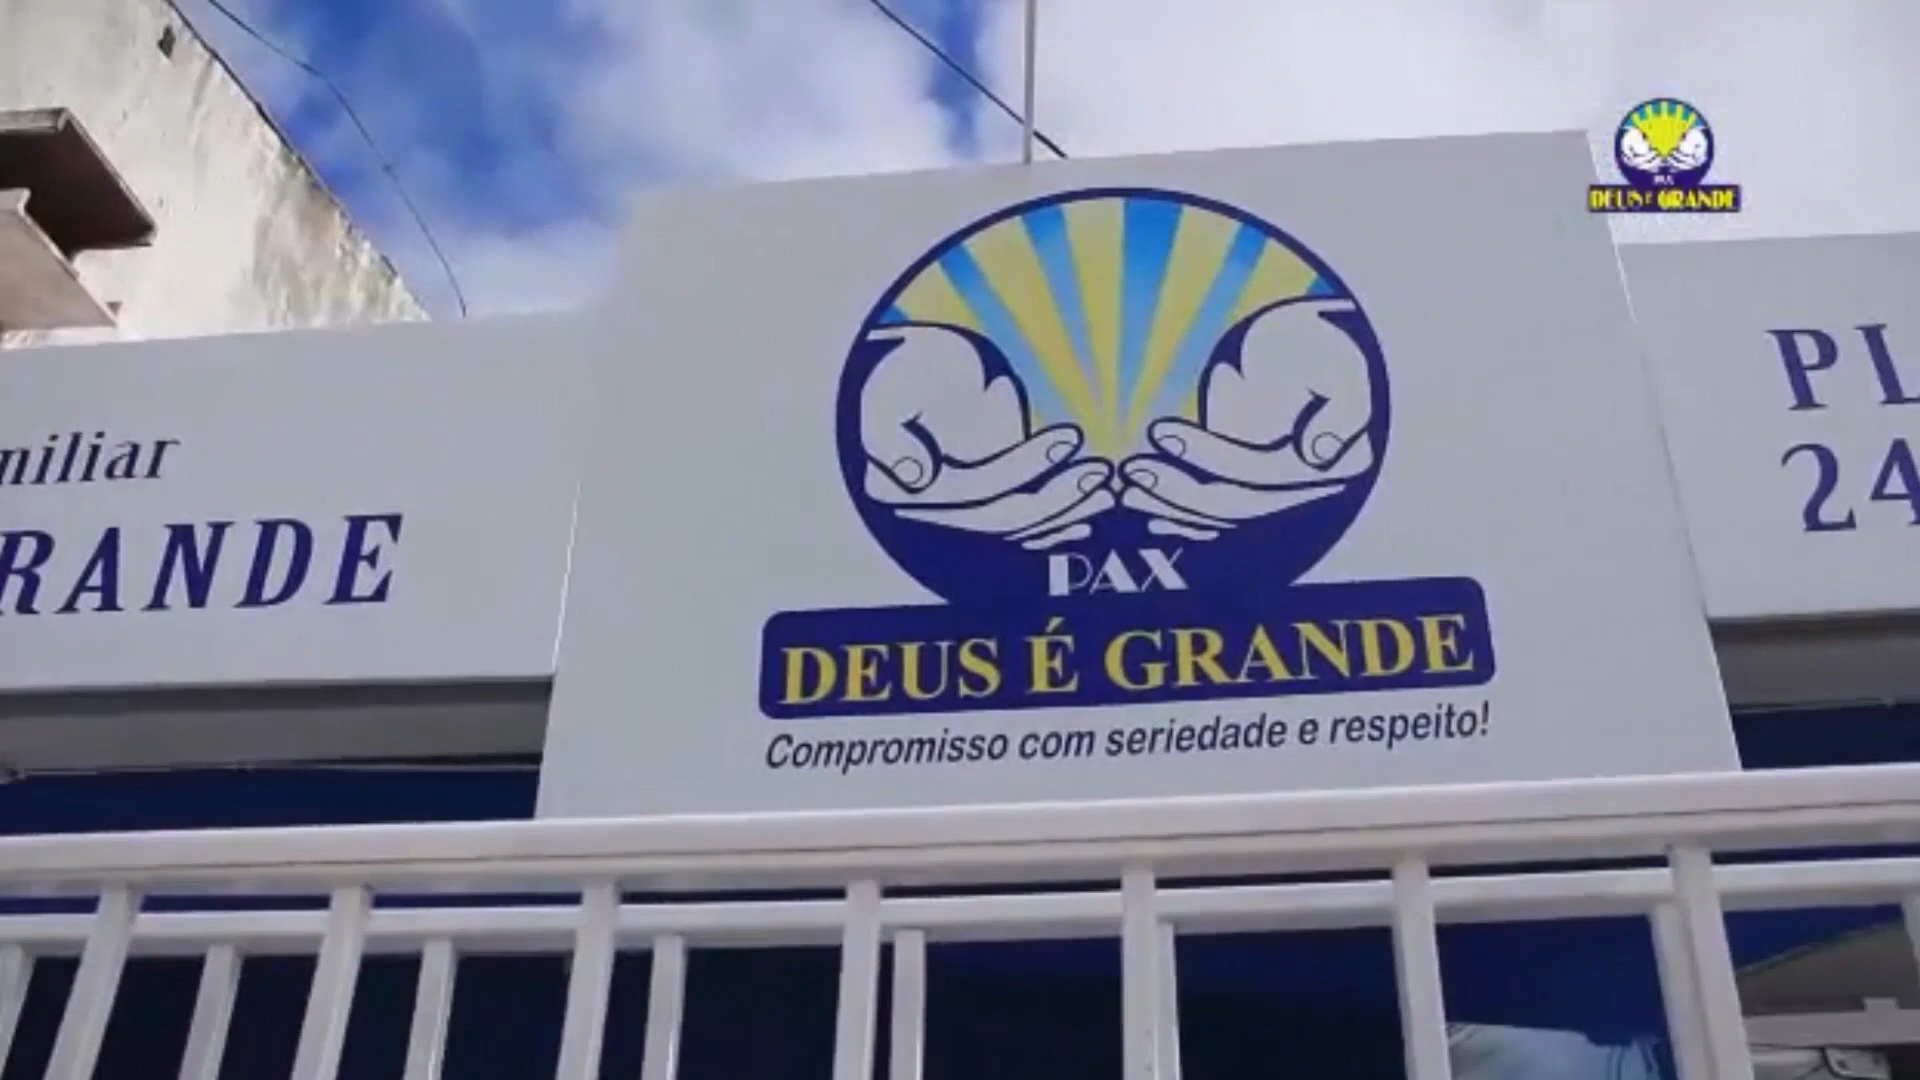 PAX
DEUS É GRANDE
miliar
RANDE
PAX
DEUS É GRANDE
Compromisso com seriedade e respeito!
PL
24